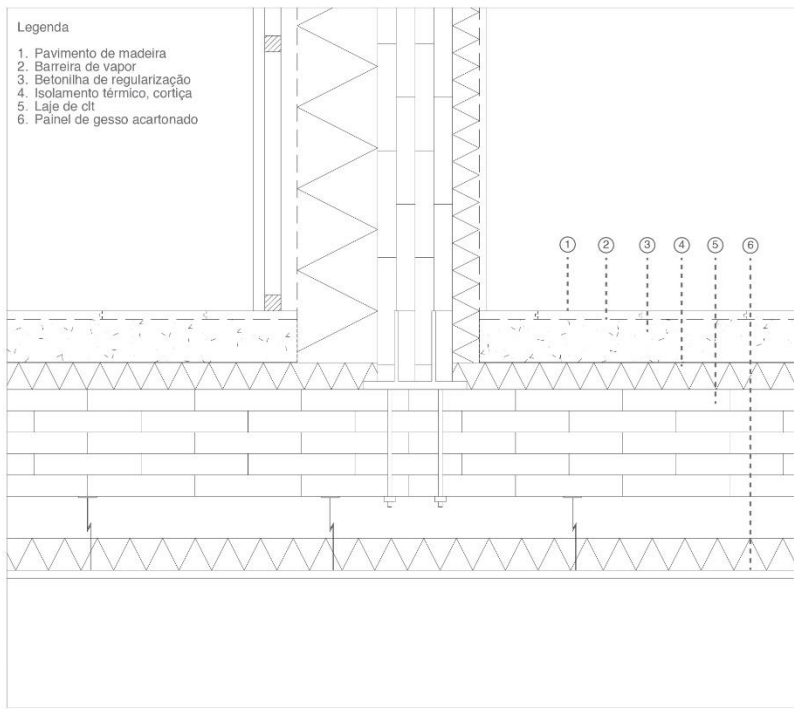 Legenda
1. Pavimento de madeira
2. Barreira de vapor
3. Betonilha de regularização
4. Isolamento térmico, cortiça
5. Laje de clt
6. Painel de gesso acartonado
1 2 3 4 5 6